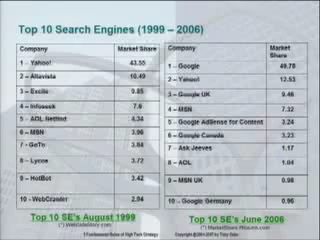 Top 10 Search Engines (1999 – 2006)
Company Market Share
1 – Yahoo! 43.55
2 – Altavista 10.49
3 – Excite 9.85
4 – Infoseek 7.6
5 – AOL Netfind 4.34
6 – MSN 3.96
7 - GoTo 3.84
8 – Lycos 3.72
9 – HotBot 3.42
10 - WebCrawler 2.94
Top 10 SE's August 1999
Company Market Share
1 – Google 49.78
2 – Yahoo! 13.53
3 – Google UK 9.46
4 – MSN 7.32
5 – Google AdSense for Content 3.24
6 – Google Canada 3.23
7 – Ask Jeeves 1.17
8 – AOL 1.04
9 – MSN UK 0.98
10 – Google Germany 0.96
Top 10 SE's June 2006